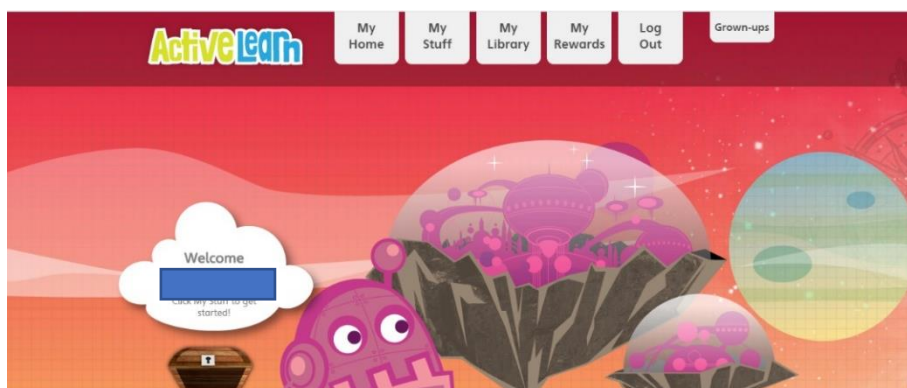 ActiveLearn
My Home
My Stuff
My Library
My Rewards
Log Out
Grown-ups
Welcome
Click My Stuff to get
started!